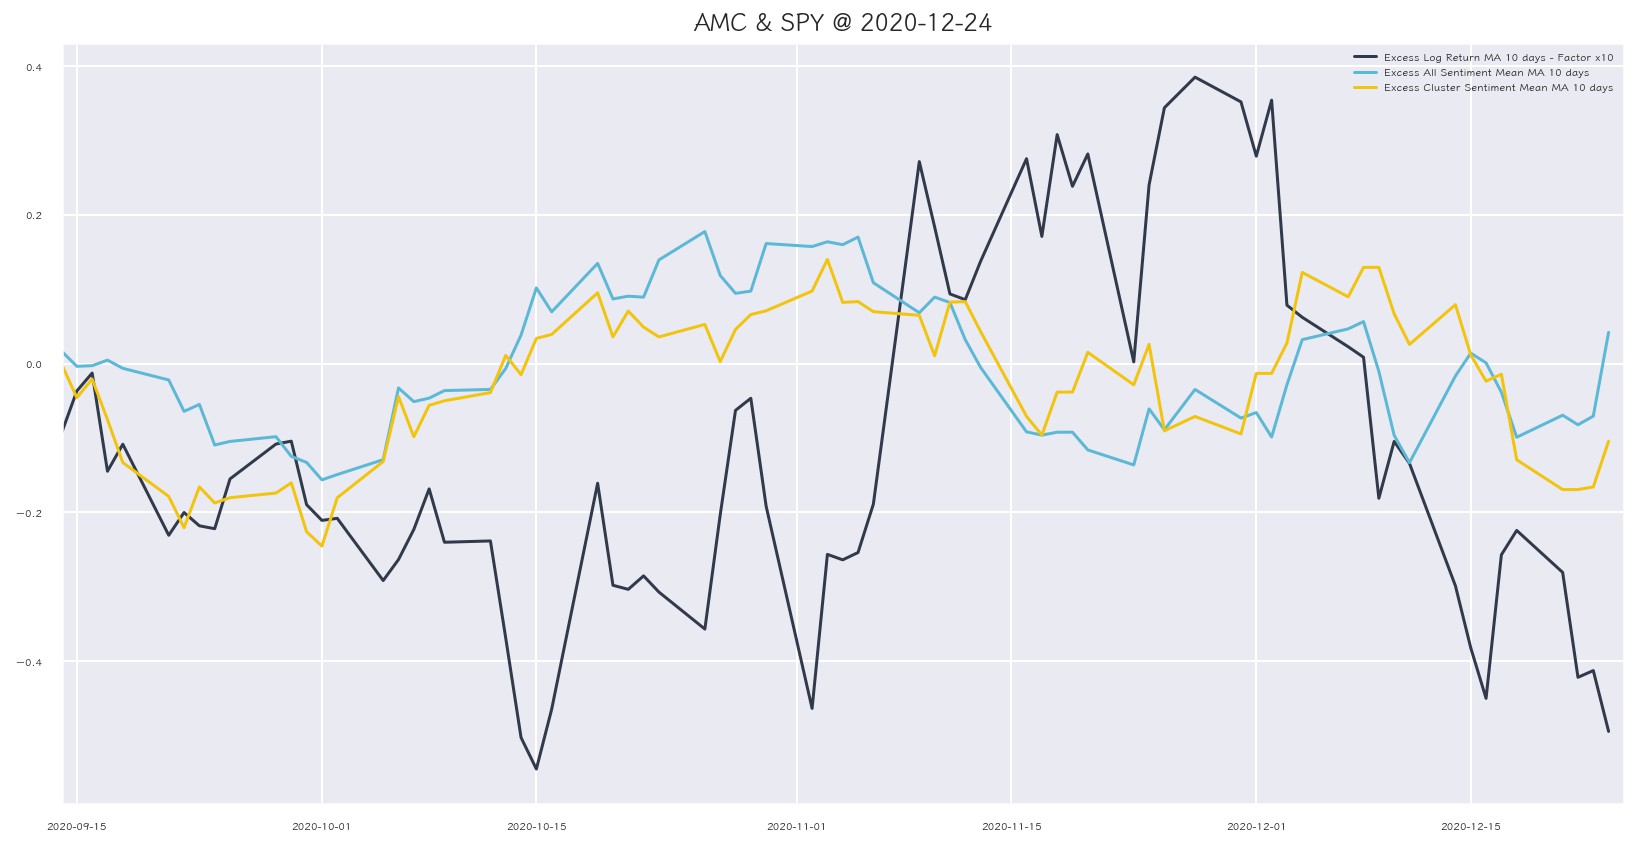 AMC & SPY @ 2020-12-24
Excess Log Return MA 10 days - Factor x10
Excess All Sentiment Mean MA 10 days
Excess Cluster Sentiment Mean MA 10 days
0.4
0.2
0.0
−0.2
−0.4
2020-09-15 2020-10-01 2020-10-15 2020-11-01 2020-11-15 2020-12-01 2020-12-15